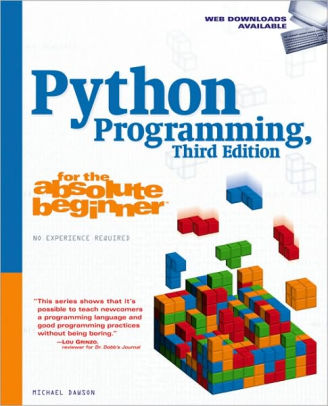 WEB DOWNLOADS
AVAILABLE
Python
Programming,
Third Edition
for the
absolute
beginner™
NO EXPERIENCE REQUIRED
"This series shows that it's
possible to teach newcomers
a programming language and
good programming practices
without being boring."
—LOU GRINZO,
reviewer for Dr. Dobb's Journal
MICHAEL DAWSON